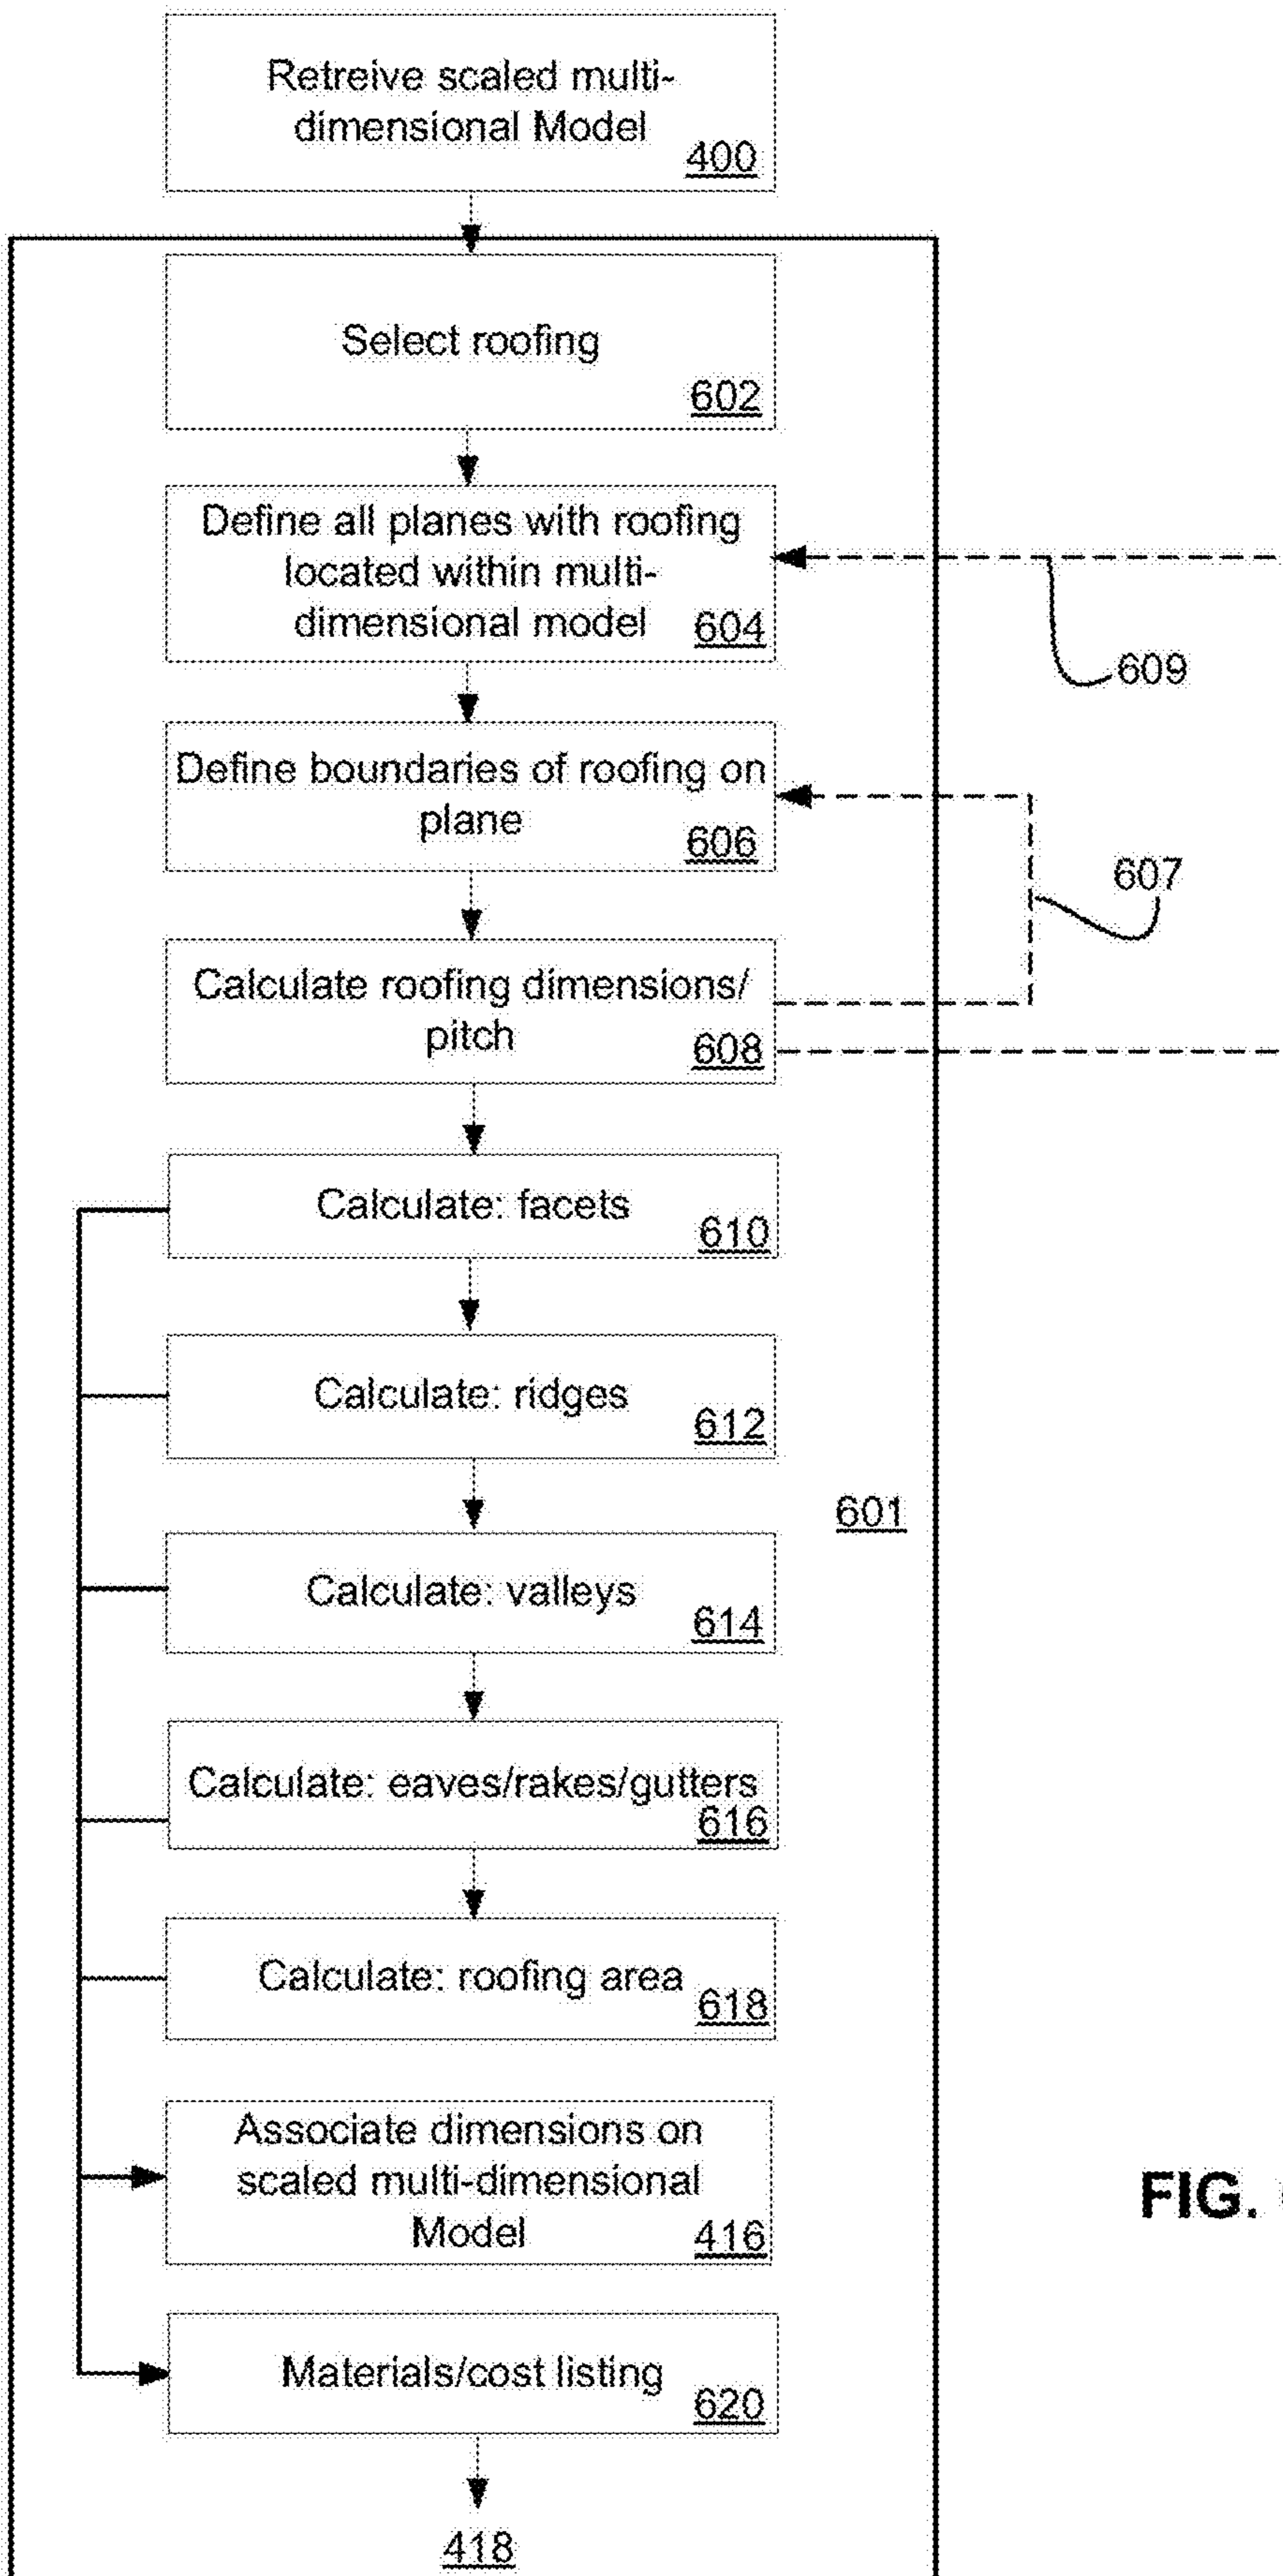 Retreive scaled multi-
dimensional Model
400
Select roofing
602
Define all planes with roofing
located within multi-
dimensional model
604
609
Define boundaries of roofing on
plane
606
607
Calculate roofing dimensions/
pitch
608
Calculate: facets
610
Calculate: ridges
612
601
Calculate: valleys
614
Calculate: eaves/rakes/gutters
616
Calculate: roofing area
618
Associate dimensions on
scaled multi-dimensional
Model
416
FIG.
Materials/cost listing
620
418